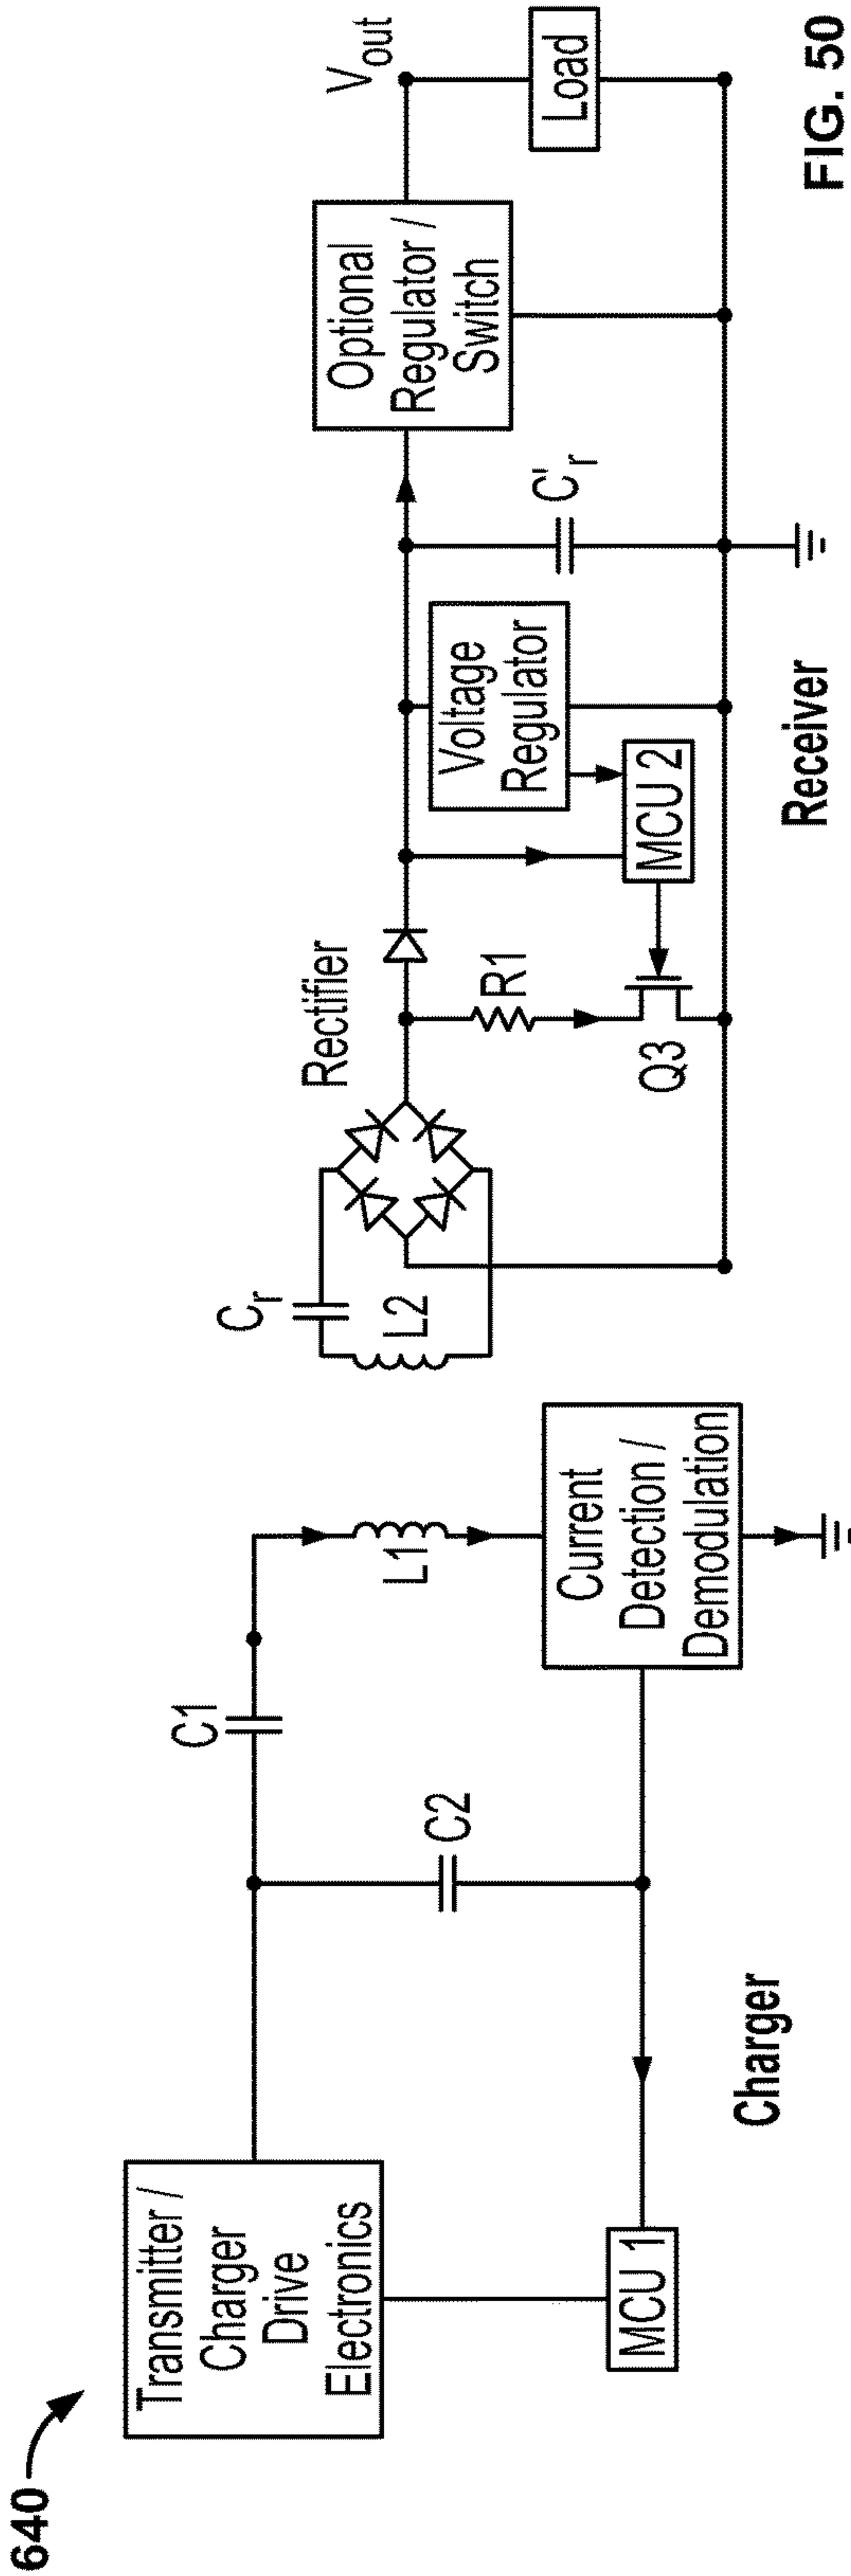 640
Transmitter /
Charger
Drive
Electronics
MCU 1
C1
C2
L1
Current
Detection /
Demodulation
Charger
Cr
L2
Rectifier
R1
Q3
Voltage
Regulator
MCU 2
C'r
Optional
Regulator /
Switch
Vout
Load
Receiver
FIG. 50